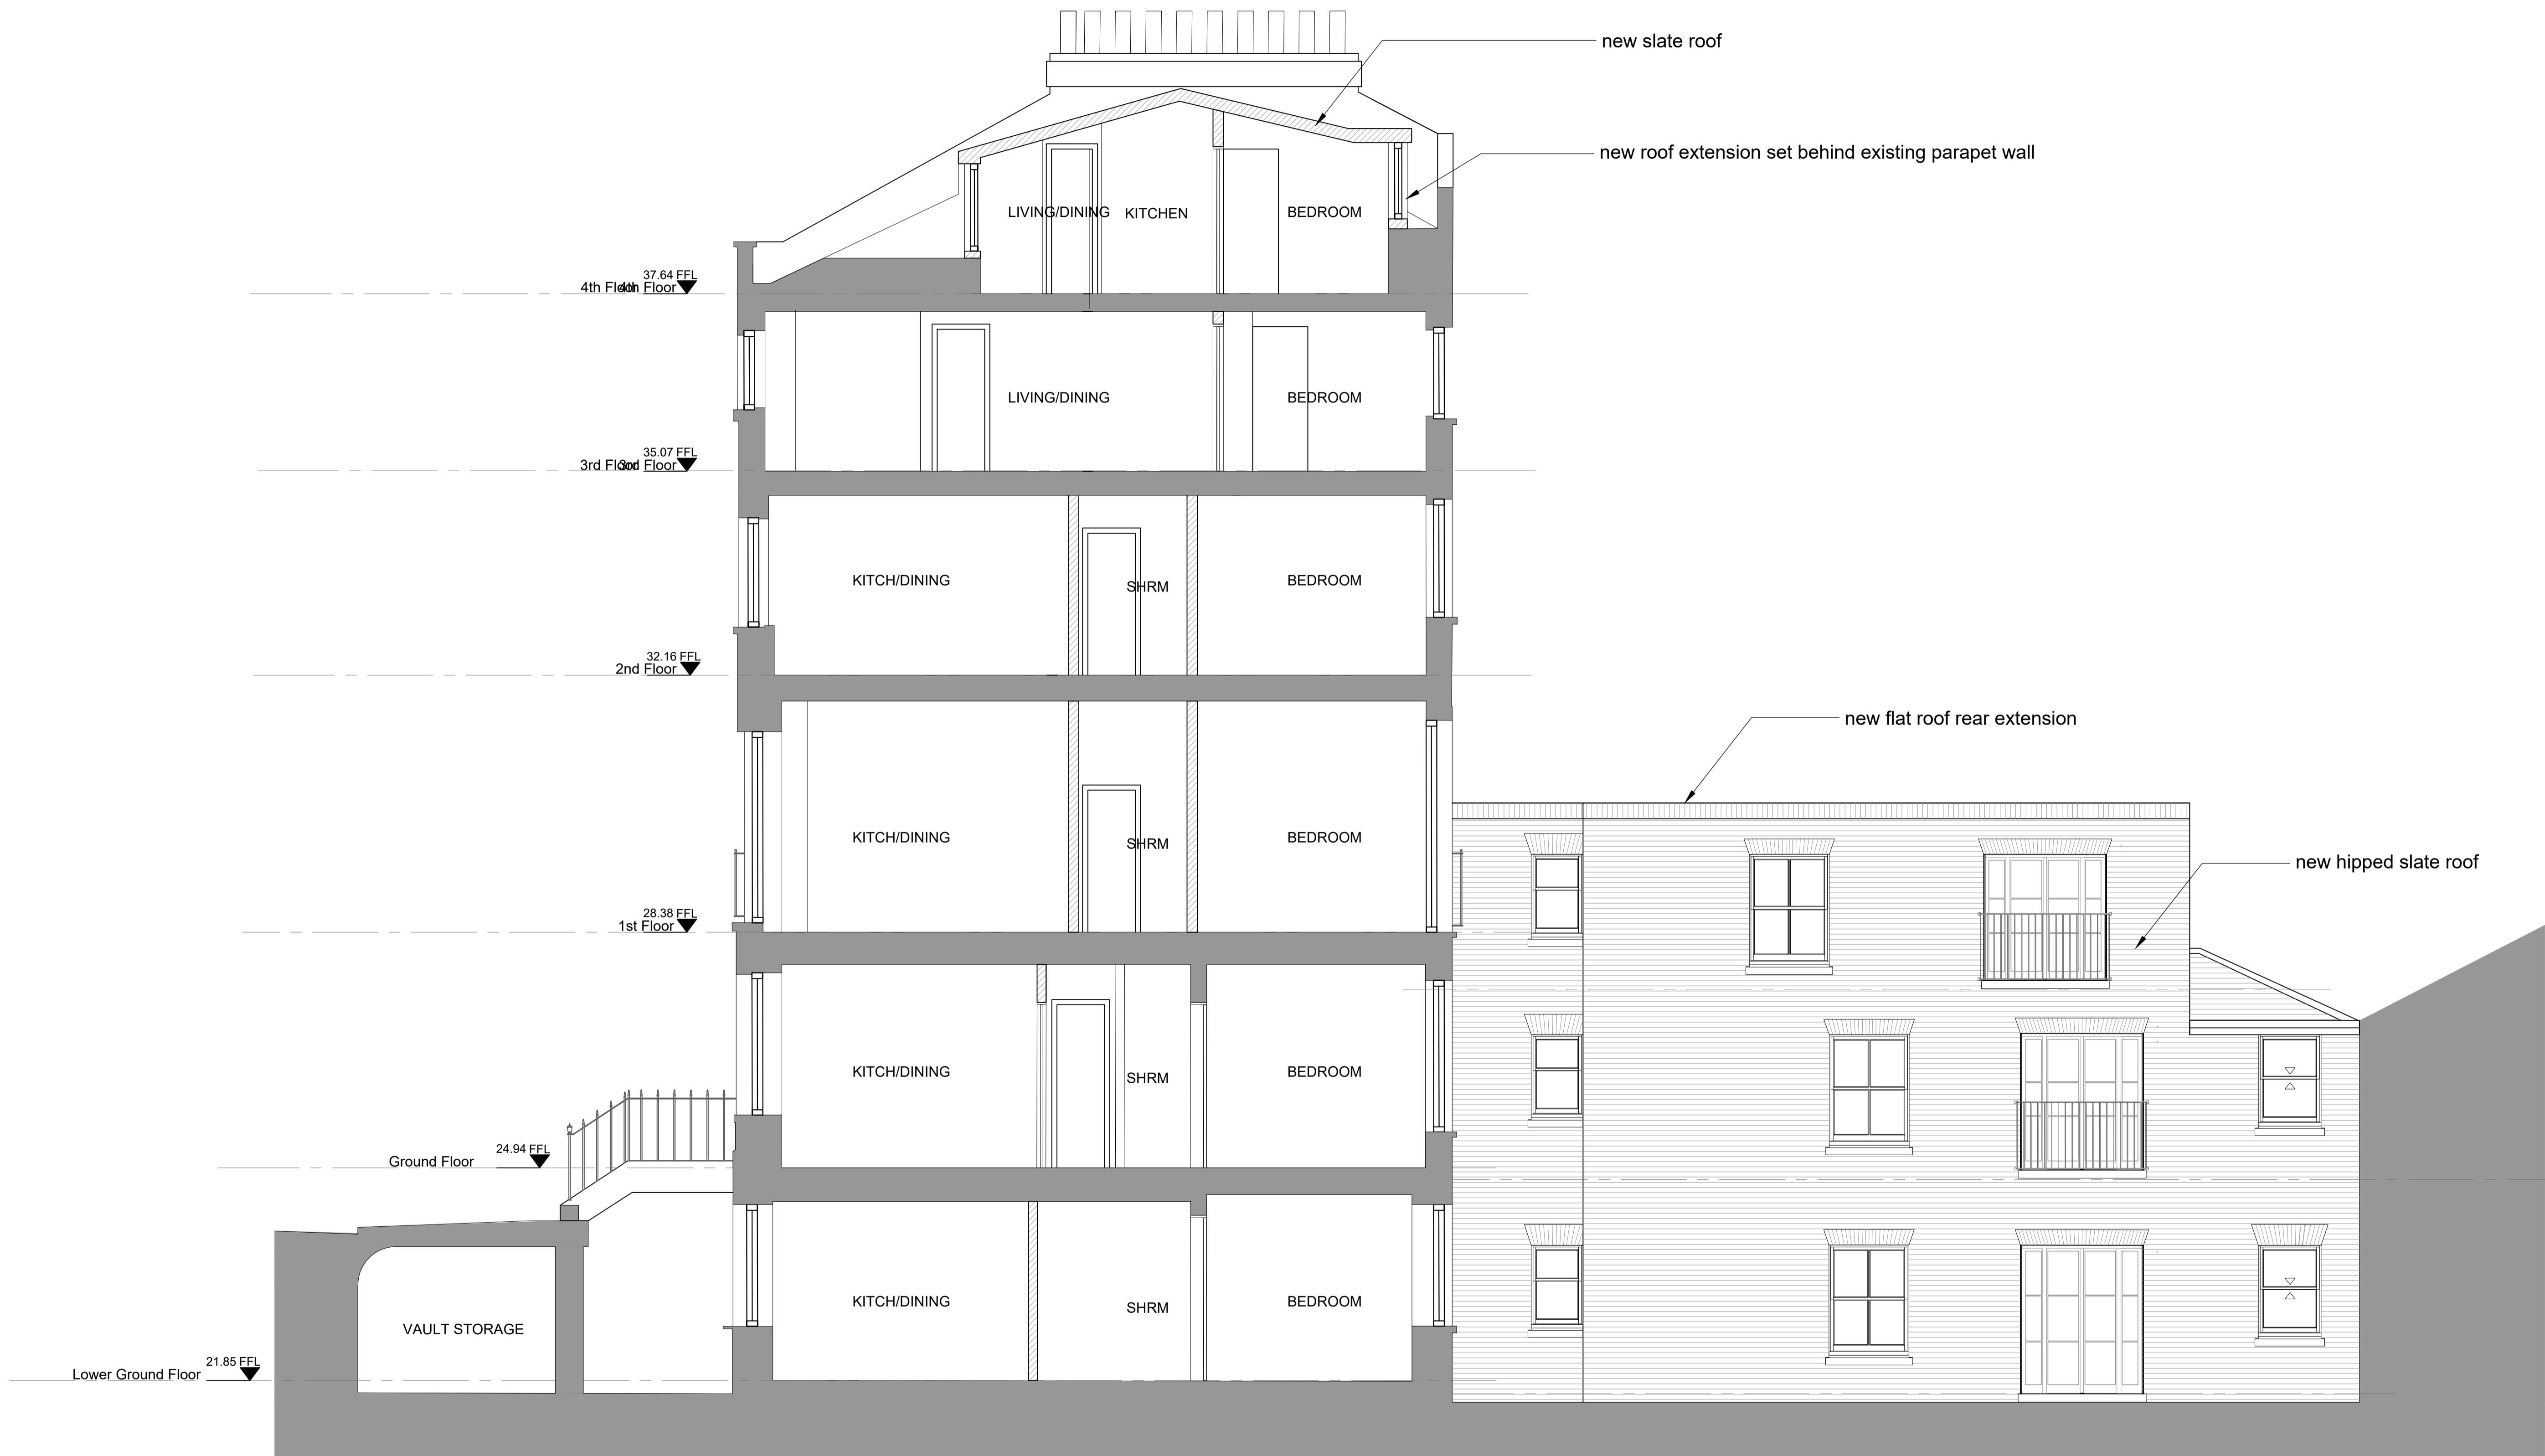 new slate roof
new roof extension set behind existing parapet wall
LIVING/DINING
KITCHEN
BEDROOM
37.64 FFL
4th Floor
4th Floor
LIVING/DINING
BEDROOM
35.07 FFL
3rd Floor
3rd Floor
KITCH/DINING
SHRM
BEDROOM
32.16 FFL
2nd Floor
new flat roof rear extension
KITCH/DINING
SHRM
BEDROOM
new hipped slate roof
28.38 FFL
1st Floor
KITCH/DINING
SHRM
BEDROOM
24.94 FFL
Ground Floor
KITCH/DINING
SHRM
BEDROOM
VAULT STORAGE
21.85 FFL
Lower Ground Floor